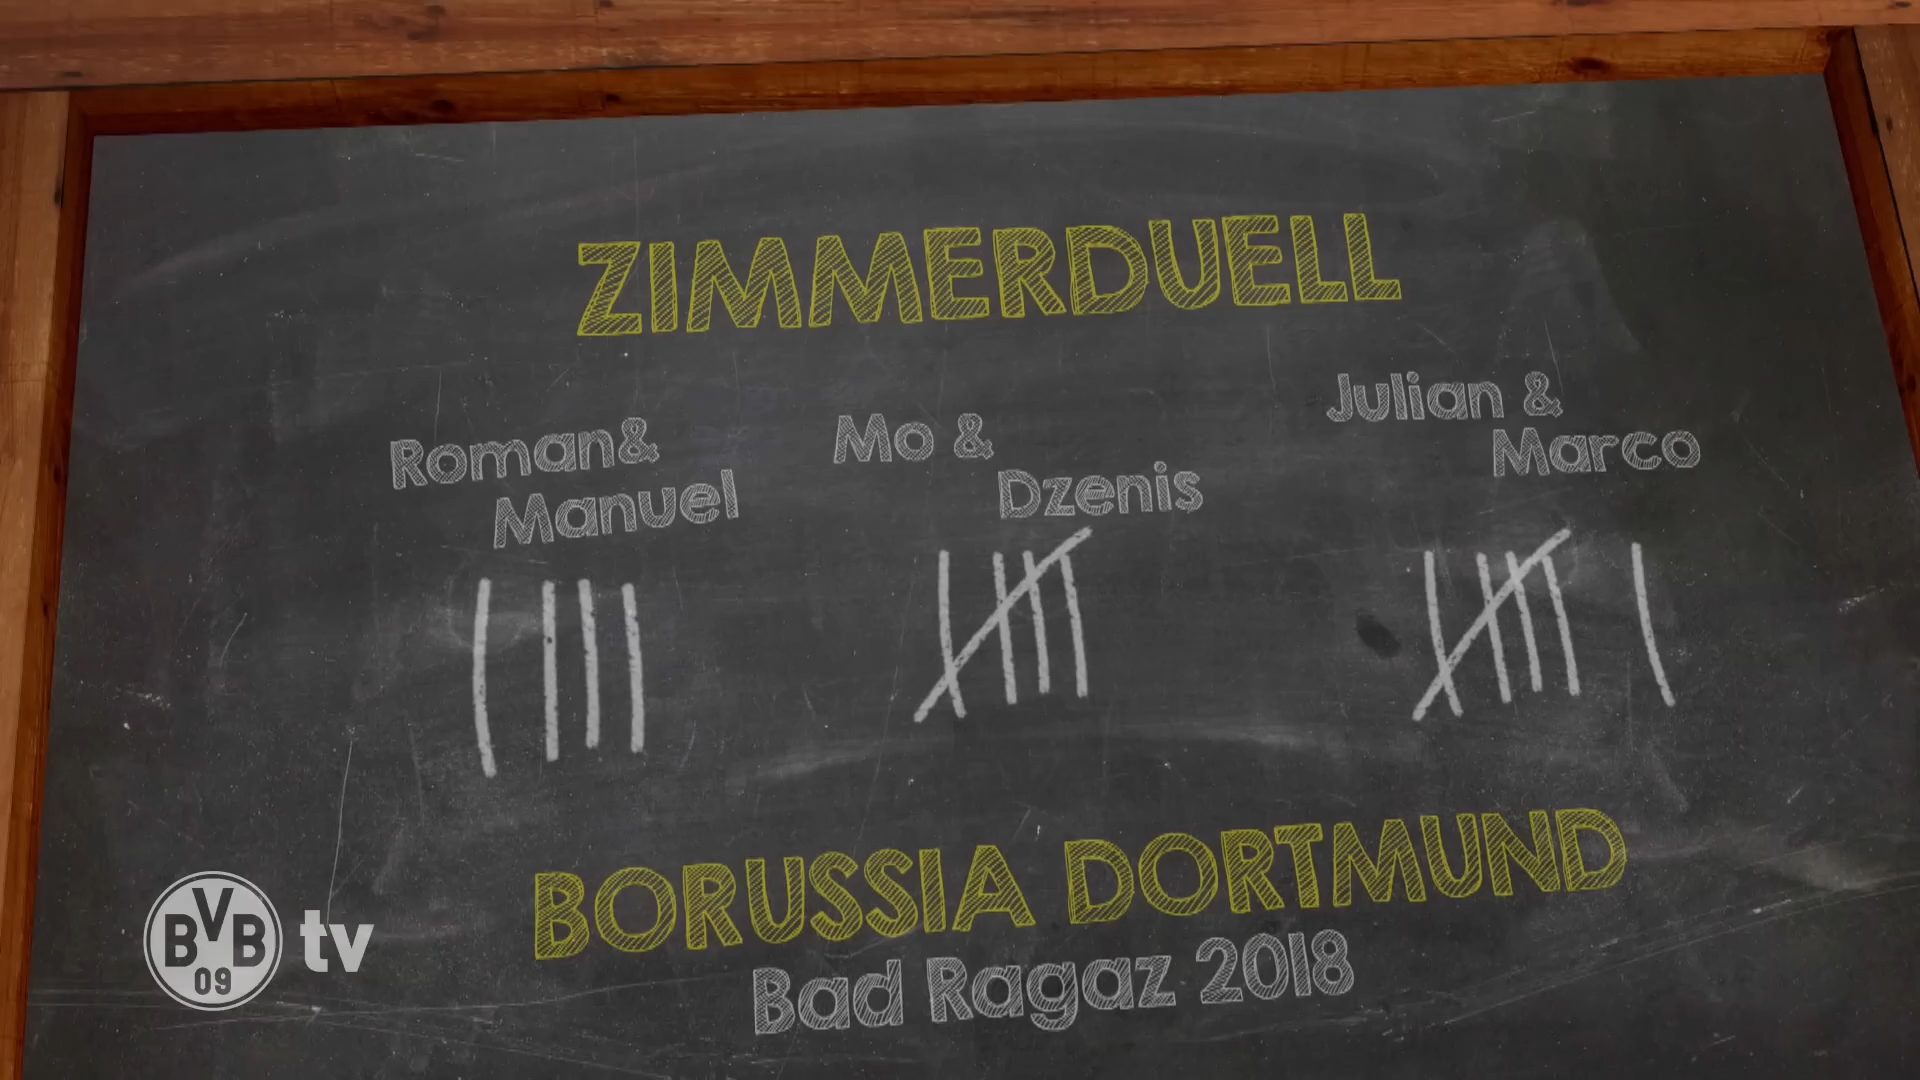 ZIMMERDUELL
Roman&
Manuel
Mo &
Dzenis
Julian &
Marco
BORUSSIA DORTMUND
Bad Ragaz 2018
BVB
09
tv